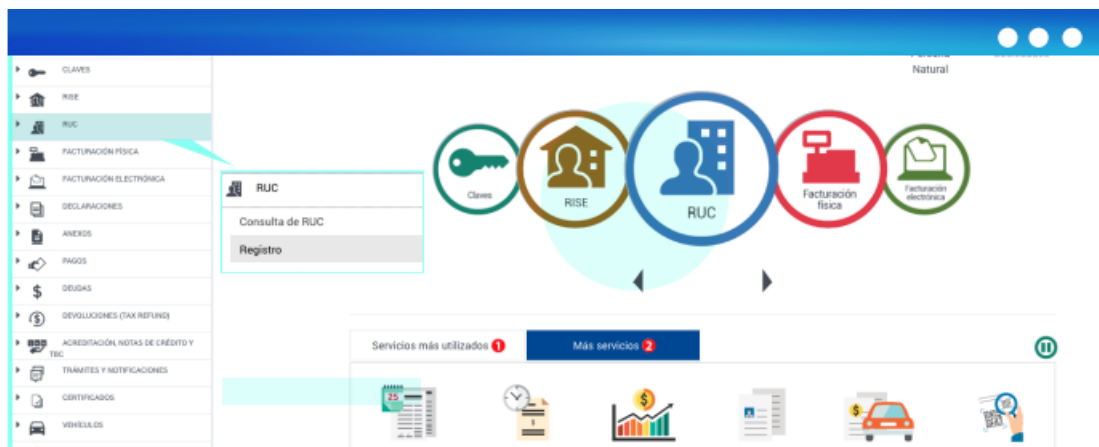 Natural
CLAVES
RISE
RUC
FACTURACIÓN FÍSICA
FACTURACIÓN ELECTRÓNICA
DECLARACIONES
ANEXOS
PAGOS
DEUDAS
DEVOLUCIONES (TAX REFUND)
ACREDITACIÓN, NOTAS DE CRÉDITO Y
TBC
TRÁMITES Y NOTIFICACIONES
CERTIFICADOS
VEHÍCULOS
RUC
Consulta de RUC
Registro
Claves
RISE
RUC
Facturación
física
Facturación
electrónica
Servicios más utilizados 1
Más servicios 2
25